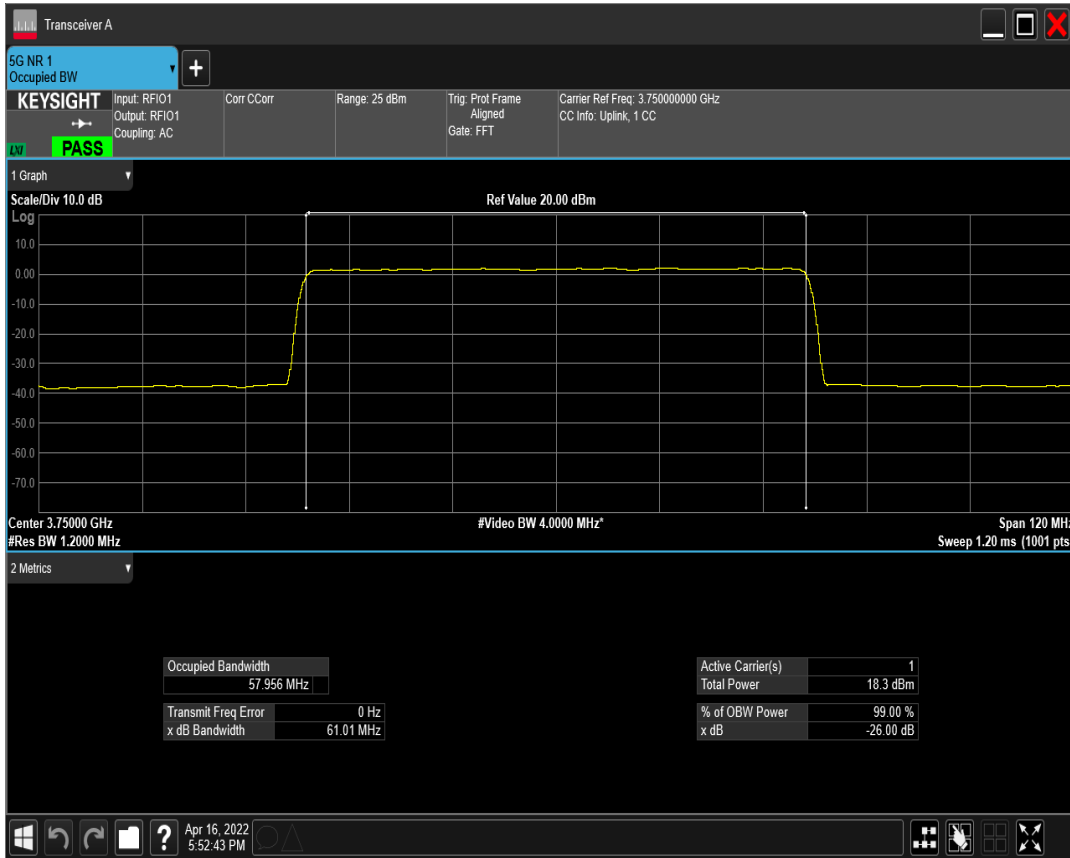 Transceiver A
5G NR 1
Occupied BW
KEYSIGHT
LXI
PASS
Input: RFIO1
Output: RFIO1
Coupling: AC
Corr CCorr
Range: 25 dBm
Trig: Prot Frame
Aligned
Gate: FFT
Carrier Ref Freq: 3.750000000 GHz
CC Info: Uplink, 1 CC
1 Graph
Scale/Div 10.0 dB
Ref Value 20.00 dBm
Log
10.0
0.00
-10.0
-20.0
-30.0
-40.0
-50.0
-60.0
-70.0
Center 3.75000 GHz
#Video BW 4.0000 MHz*
Span 120 MHz
#Res BW 1.2000 MHz
Sweep 1.20 ms (1001 pts
2 Metrics
Occupied Bandwidth
57.956 MHz
Transmit Freq Error 0 Hz
x dB Bandwidth 61.01 MHz
Active Carrier(s) 1
Total Power 18.3 dBm
% of OBW Power 99.00 %
x dB -26.00 dB
?
Apr 16, 2022
5:52:43 PM